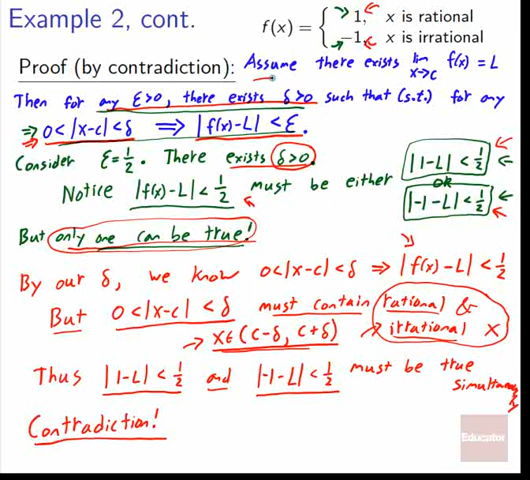 Example 2, cont.
f(x) = { 1, x is rational
−1, x is irrational
Proof (by contradiction): Assume there exists lim x→c f(x) = L
Then for any ε>0, there exists δ>0 such that (s.t.) for any
⇒ 0<|x-c|<δ ⇒ |f(x)-L|<ε.
Consider ε=1/2. There exists δ>0.
|1-L|<1/2
OR
Notice |f(x)-L|<1/2 must be either
|-1-L|<1/2
But only one can be true!
By our δ, we know 0<|x-c|<δ ⇒ |f(x)-L|<1/2
But 0<|x-c|<δ must contain rational &
→ x∈(c-δ, c+δ) → irrational x
Thus |1-L|<1/2 and |-1-L|<1/2 must be true
simultaneously
Contradiction!
Educator